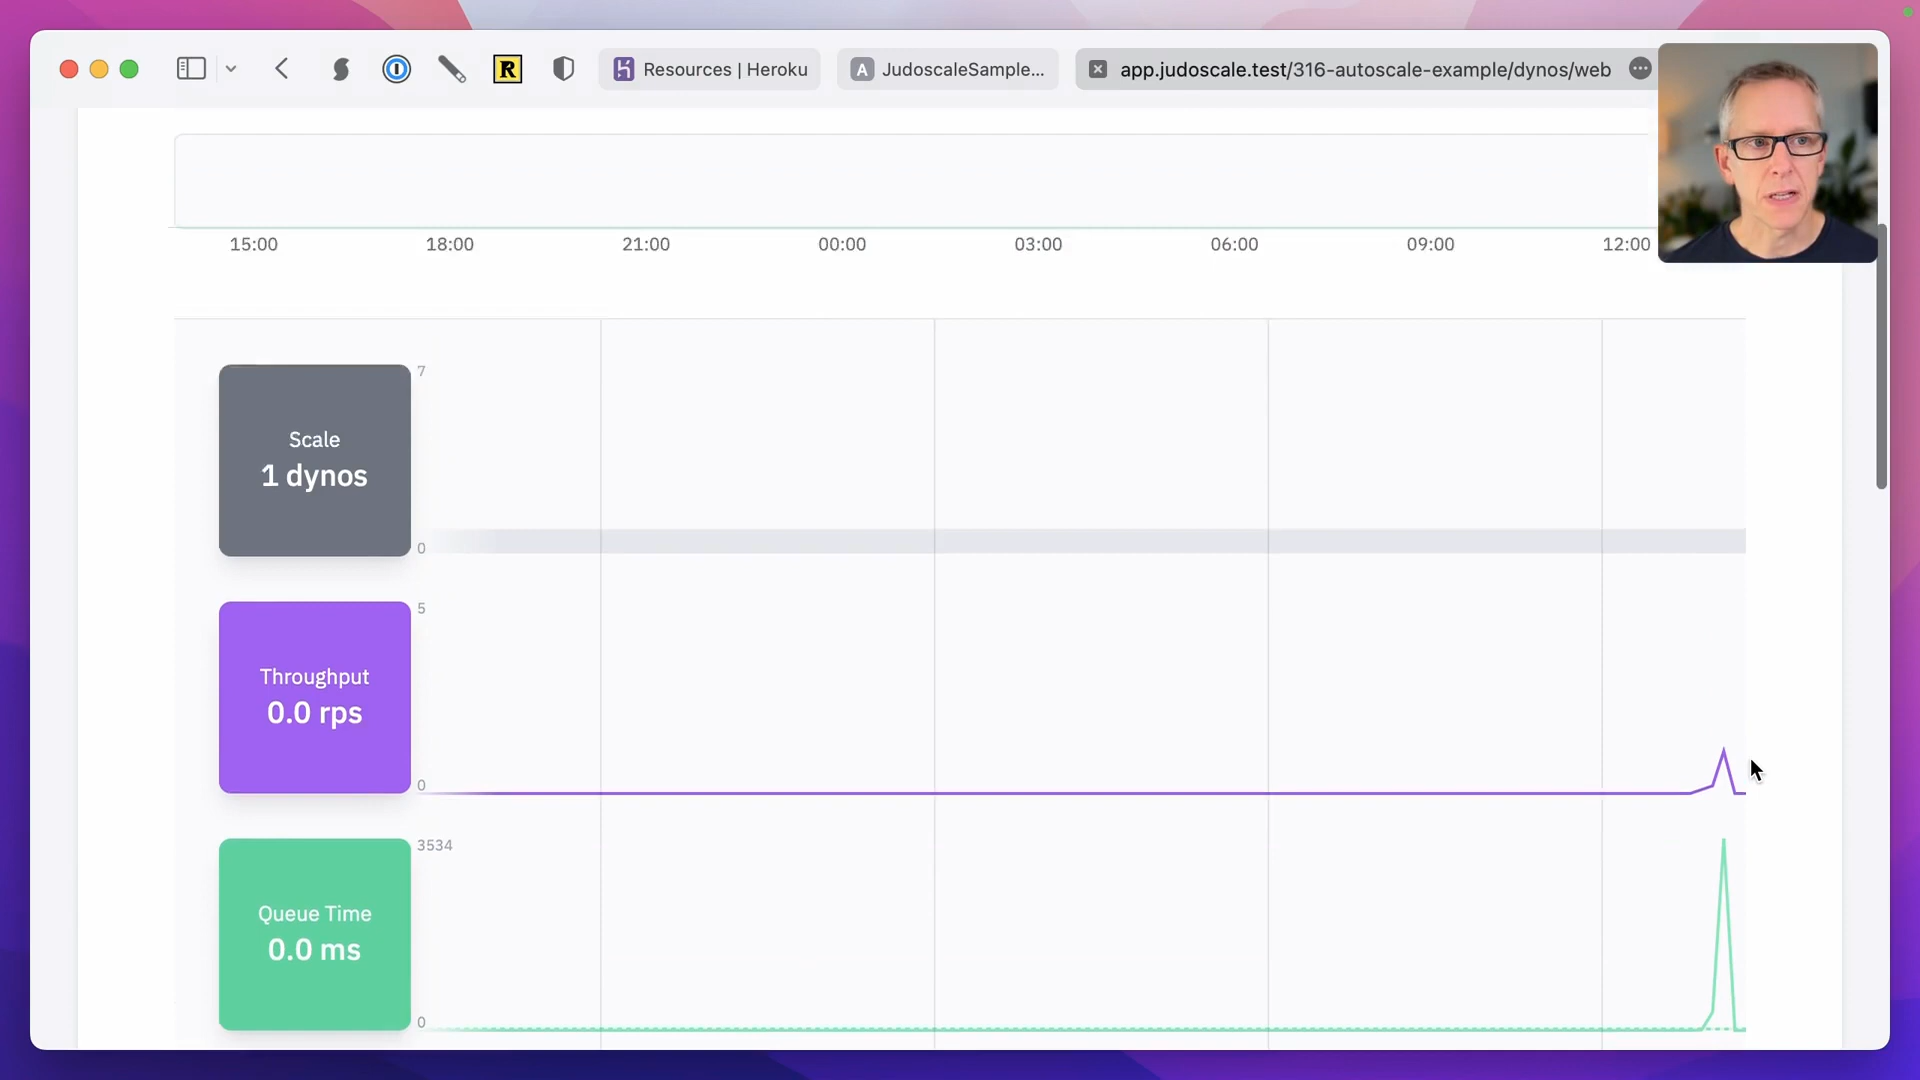 Resources | Heroku
A JudoscaleSample...
app.judoscale.test/316-autoscale-example/dynos/web
R
15:00 18:00 21:00 00:00 03:00 06:00 09:00 12:00
7
Scale
1 dynos
0
5
Throughput
0.0 rps
0
3534
Queue Time
0.0 ms
0